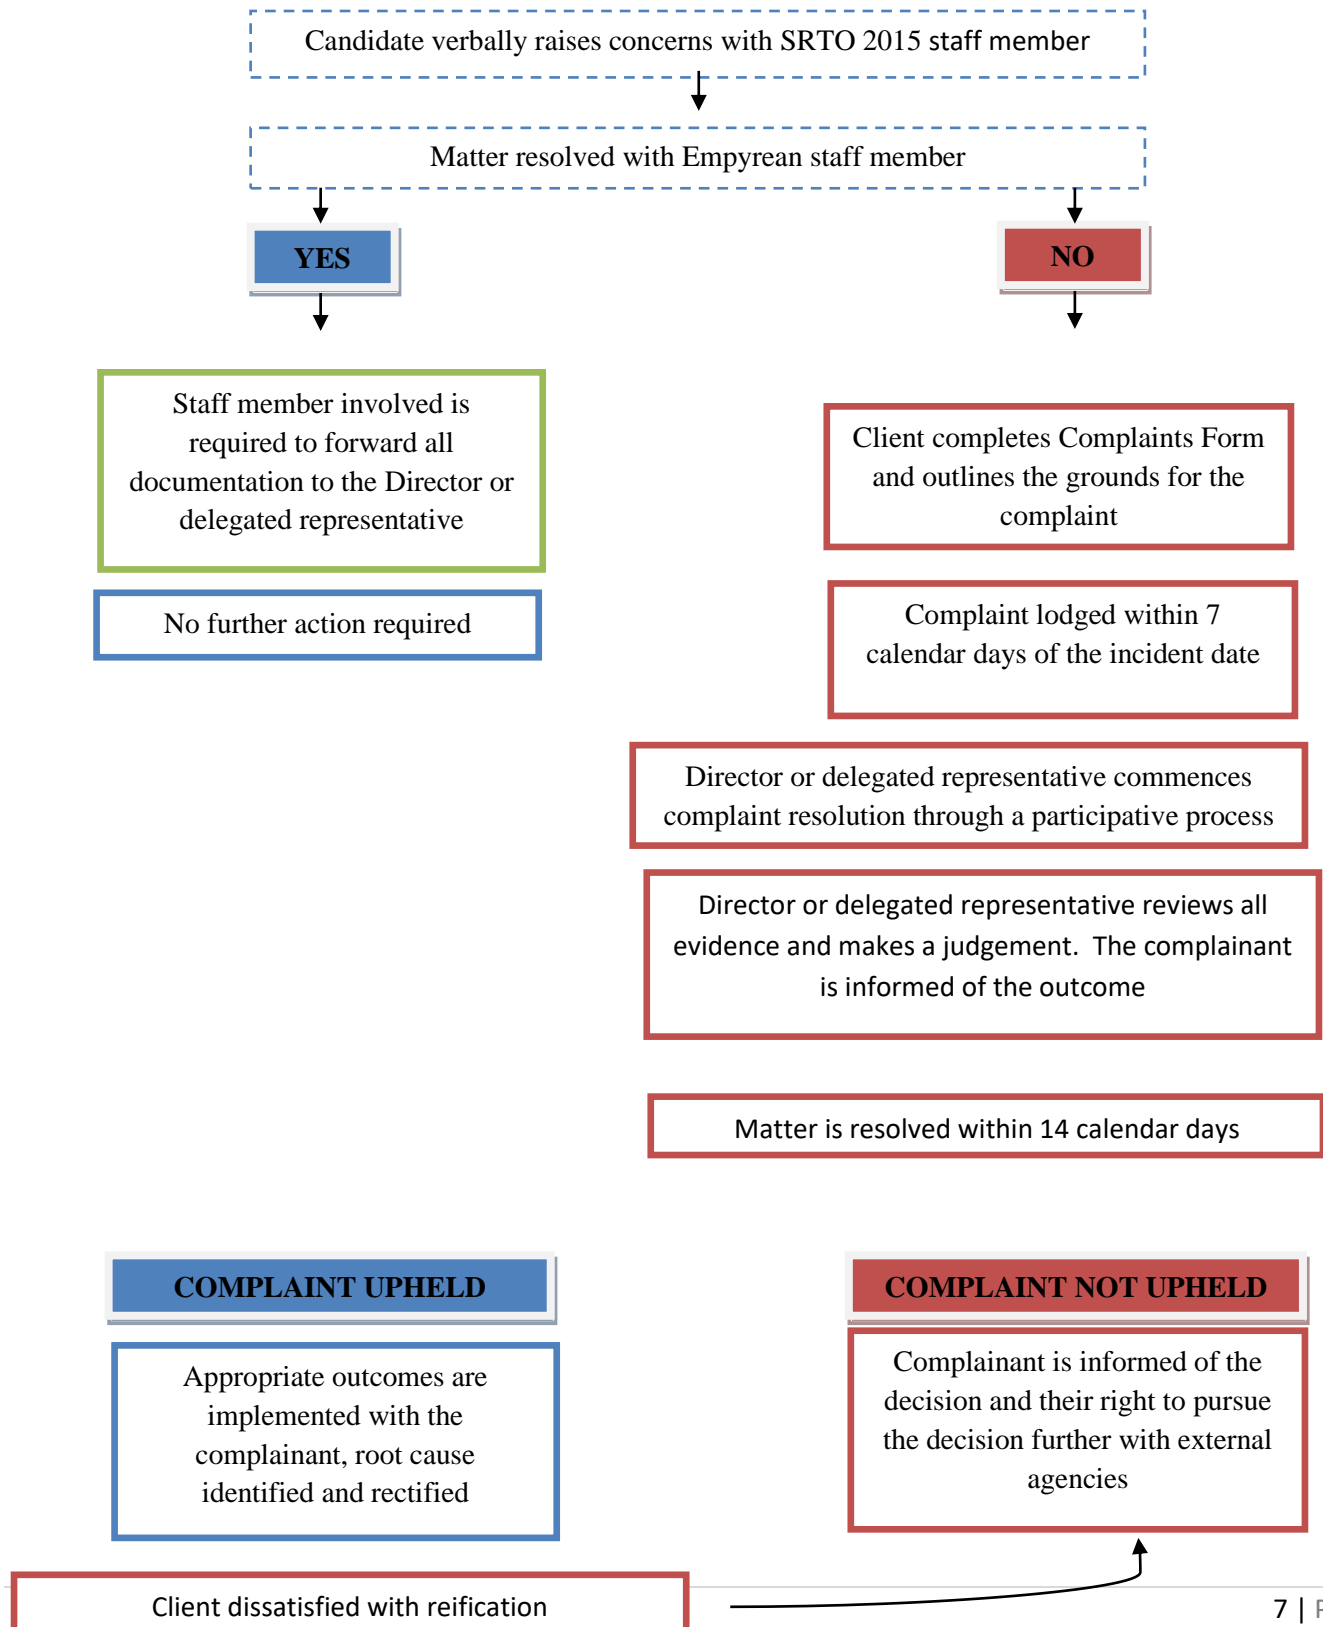 Candidate verbally raises concerns with SRTO 2015 staff member
Matter resolved with Empyrean staff member
YES
NO
Staff member involved is
required to forward all
documentation to the Director or
delegated representative
No further action required
Client completes Complaints Form
and outlines the grounds for the
complaint
Complaint lodged within 7
calendar days of the incident date
Director or delegated representative commences
complaint resolution through a participative process
Director or delegated representative reviews all
evidence and makes a judgement.  The complainant
is informed of the outcome
Matter is resolved within 14 calendar days
COMPLAINT UPHELD
COMPLAINT NOT UPHELD
Appropriate outcomes are
implemented with the
complainant, root cause
identified and rectified
Complainant is informed of the
decision and their right to pursue
the decision further with external
agencies
Client dissatisfied with reification
7 | P